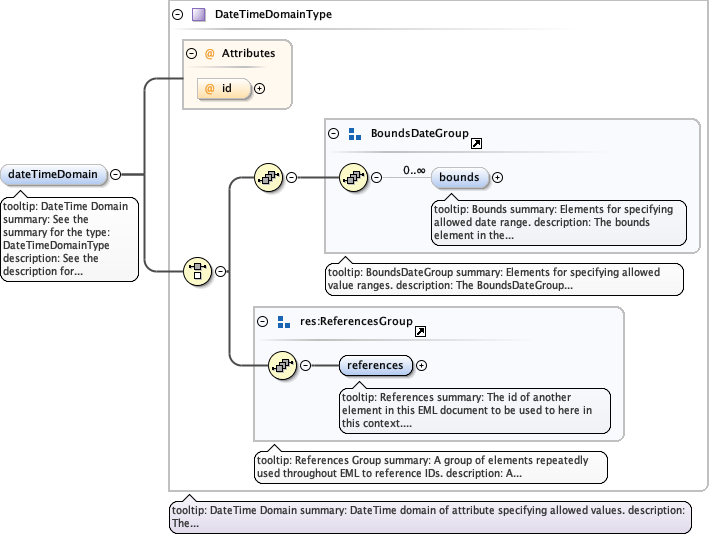 DateTimeDomainType
@ Attributes
@ id
BoundsDateGroup
0..∞
bounds
tooltip: Bounds summary: Elements for specifying
allowed date range. description: The bounds
element in the...
tooltip: BoundsDateGroup summary: Elements for specifying allowed
value ranges. description: The BoundsDateGroup...
dateTimeDomain
tooltip: DateTime Domain
summary: See the
summary for the type:
DateTimeDomainType
description: See the
description for...
res:ReferencesGroup
references
tooltip: References summary: The id of another
element in this EML document to be used to here in
this context....
tooltip: References Group summary: A group of elements repeatedly
used throughout EML to reference IDs. description: A...
tooltip: DateTime Domain summary: DateTime domain of attribute specifying allowed values. description:
The...